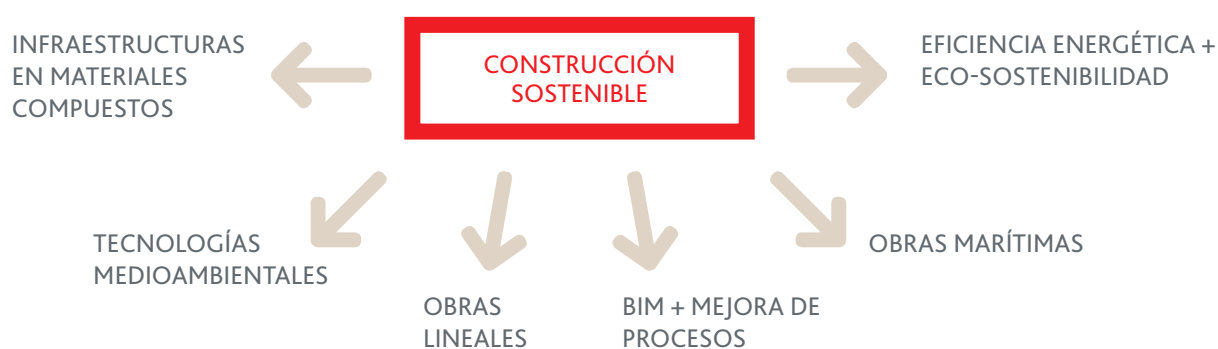 INFRAESTRUCTURAS
EN MATERIALES
COMPUESTOS
CONSTRUCCIÓN
SOSTENIBLE
EFICIENCIA ENERGÉTICA +
ECO-SOSTENIBILIDAD
TECNOLOGÍAS
MEDIOAMBIENTALES
OBRAS
LINEALES
BIM + MEJORA DE
PROCESOS
OBRAS MARÍTIMAS